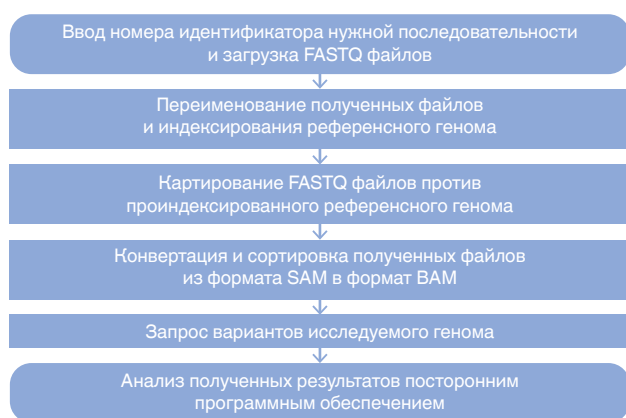 Ввод номера идентификатора нужной последовательности
и загрузка FASTQ файлов
Переименование полученных файлов
и индексирования референсного генома
Картирование FASTQ файлов против
проиндексированного референсного генома
Конвертация и сортировка полученных файлов
из формата SAM в формат BAM
Запрос вариантов исследуемого генома
Анализ полученных результатов посторонним
программным обеспечением